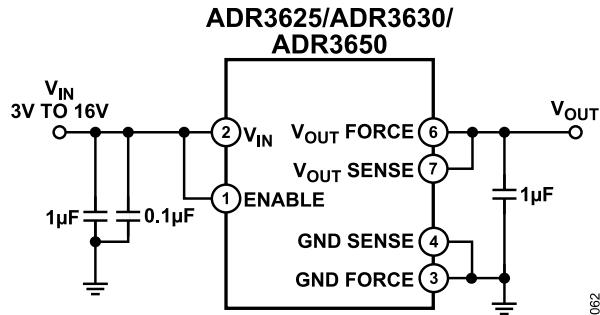 ADR3625/ADR3630/
ADR3650
V_IN
3V TO 16V
V_OUT
2
V_IN
V_OUT FORCE
6
V_OUT SENSE
7
1
ENABLE
1µF
0.1µF
1µF
GND SENSE
4
GND FORCE
3
062